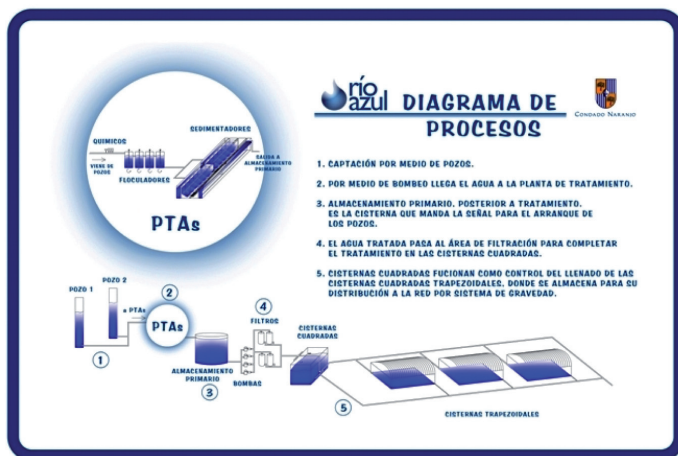 río
azul
DIAGRAMA DE
PROCESOS
CONDADO NARANJO
SEDIMENTADORES
QUIMICOS
VIENE DE
POZOS
FLOCULADORES
SALIDA A
ALMACENAMIENTO
PRIMARIO
PTAs
1. CAPTACIÓN POR MEDIO DE POZOS.
2. POR MEDIO DE BOMBEO LLEGA EL AGUA A LA PLANTA DE TRATAMIENTO.
3. ALMACENAMIENTO PRIMARIO. POSTERIOR A TRATAMIENTO.
ES LA CISTERNA QUE MANDA LA SEÑAL PARA EL ARRANQUE DE
LOS POZOS.
4. EL AGUA TRATADA PASA AL ÁREA DE FILTRACIÓN PARA COMPLETAR
EL TRATAMIENTO EN LAS CISTERNAS CUADRADAS.
5. CISTERNAS CUADRADAS FUCIONAN COMO CONTROL DEL LLENADO DE LAS
CISTERNAS CUADRADAS TRAPEZOIDALES. DONDE SE ALMACENA PARA SU
DISTRIBUCIÓN A LA RED POR SISTEMA DE GRAVEDAD.
POZO 1
POZO 2
a PTAs
1
2
PTAs
ALMACENAMIENTO
PRIMARIO
3
4
FILTROS
BOMBAS
CISTERNAS
CUADRADAS
5
CISTERNAS TRAPEZOIDALES